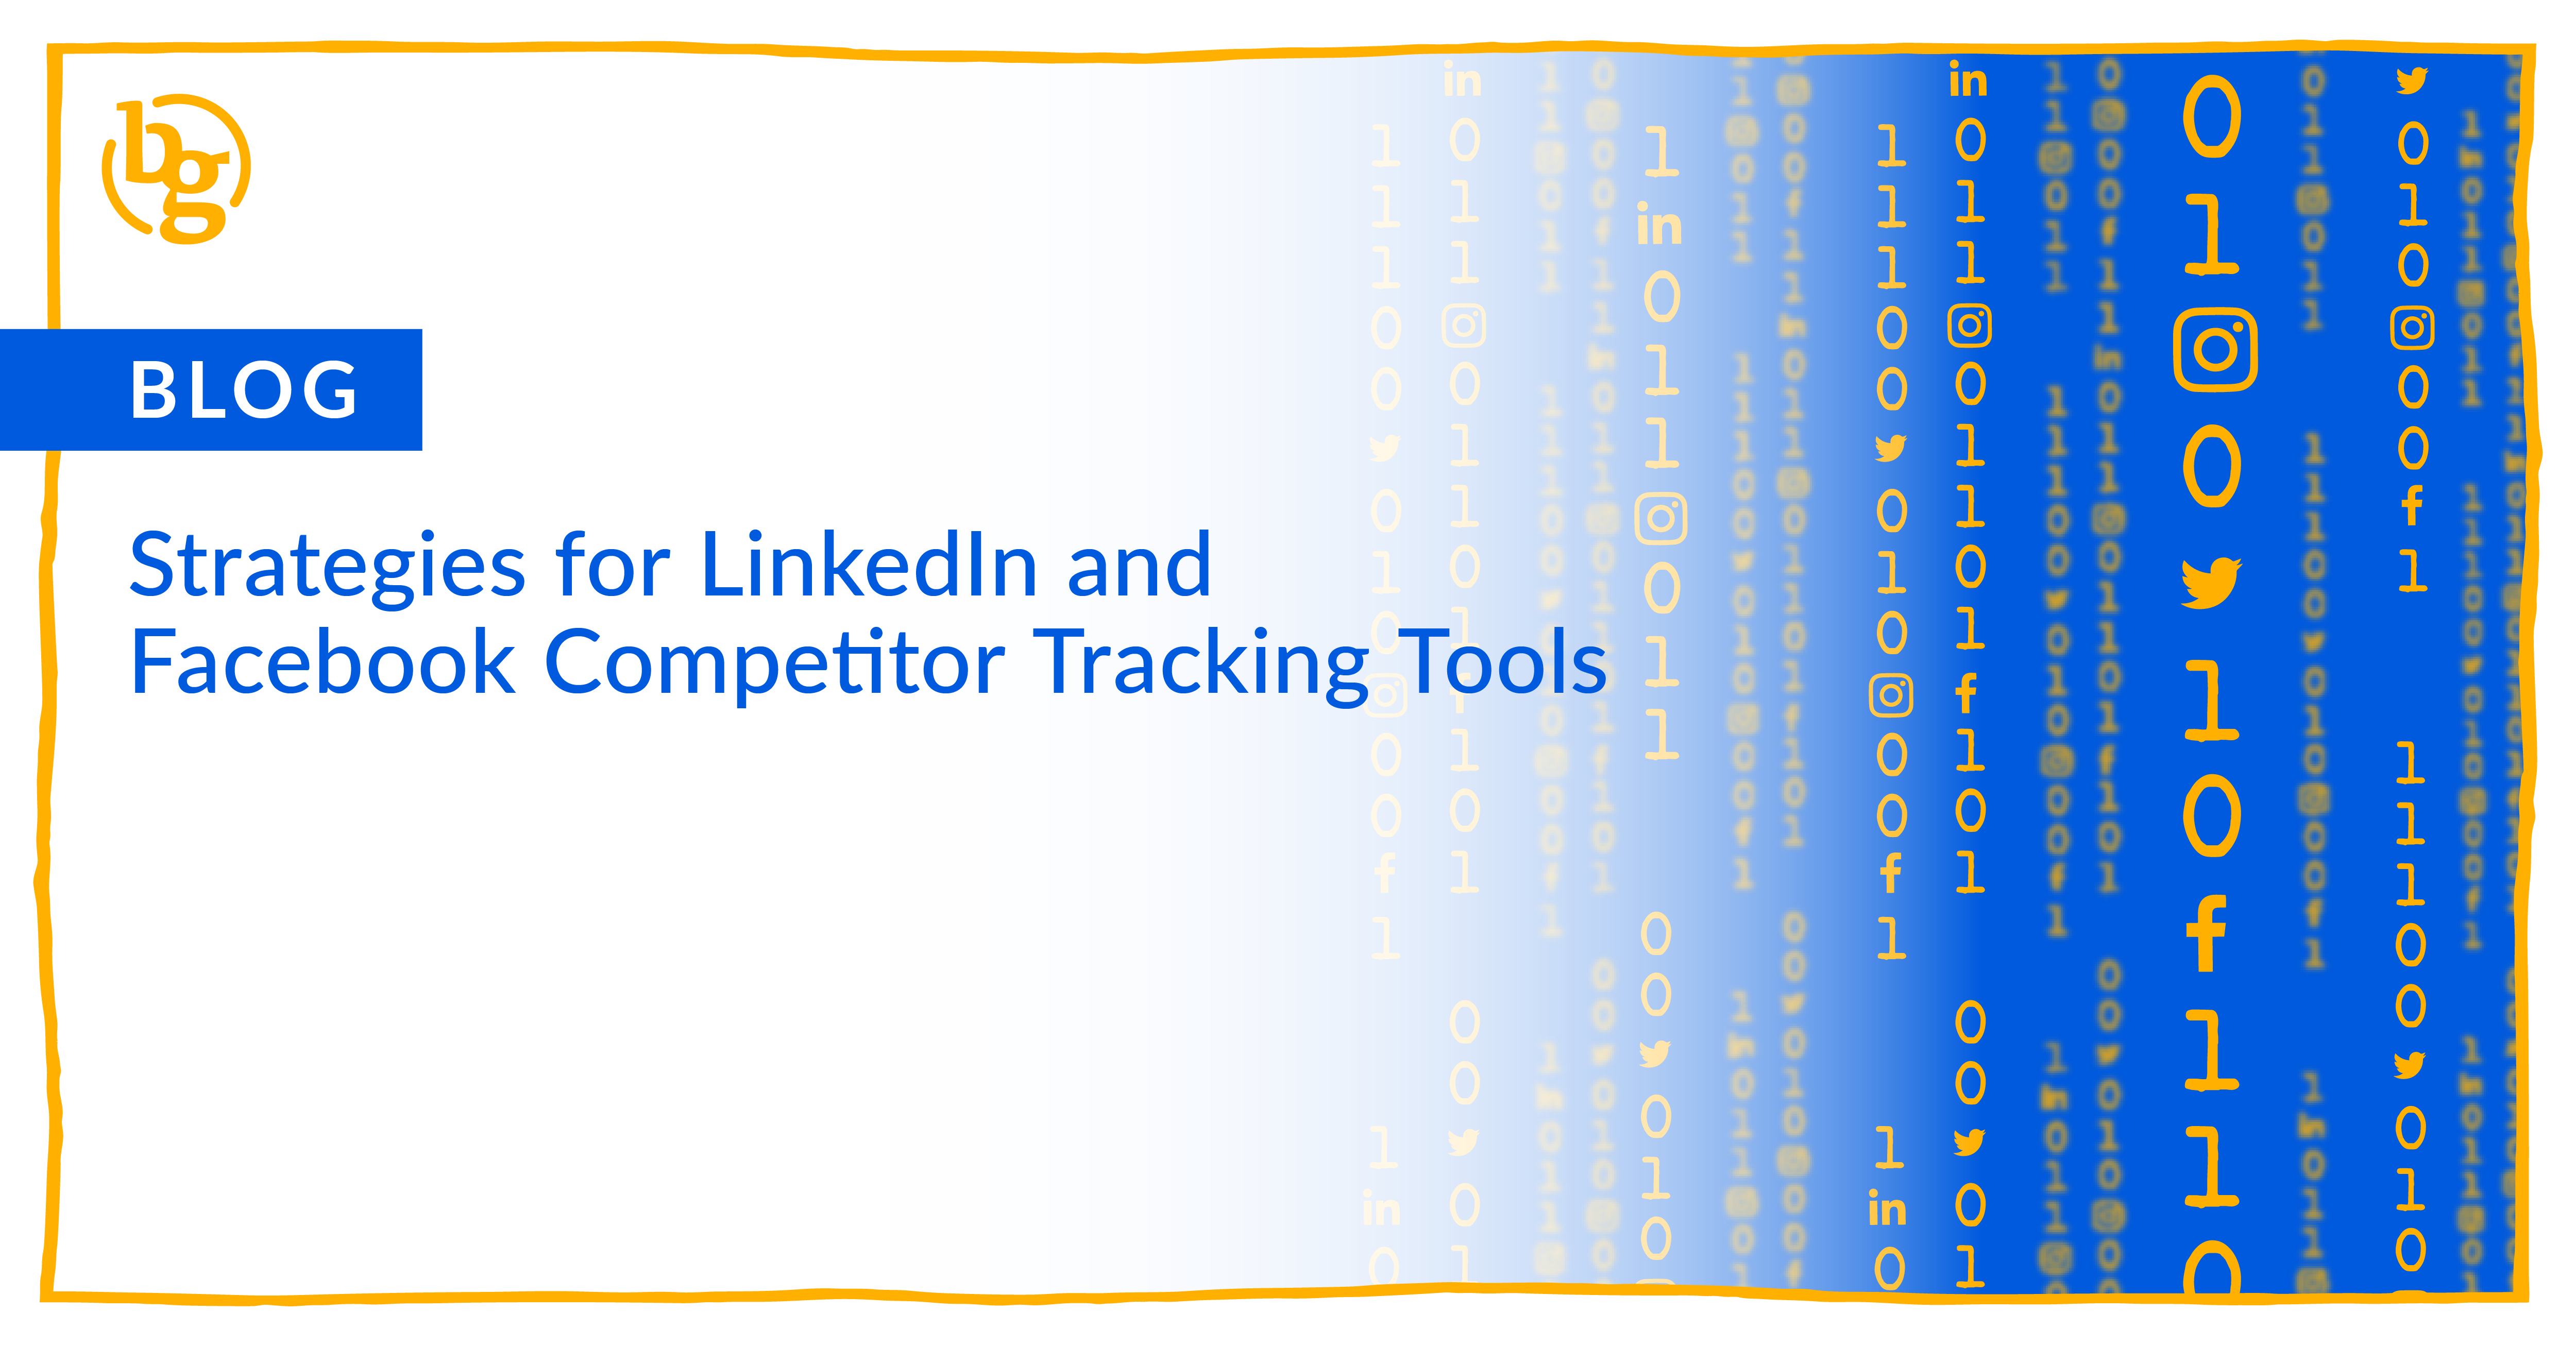 bg
BLOG
Strategies for LinkedIn and
Facebook Competitor Tracking Tools